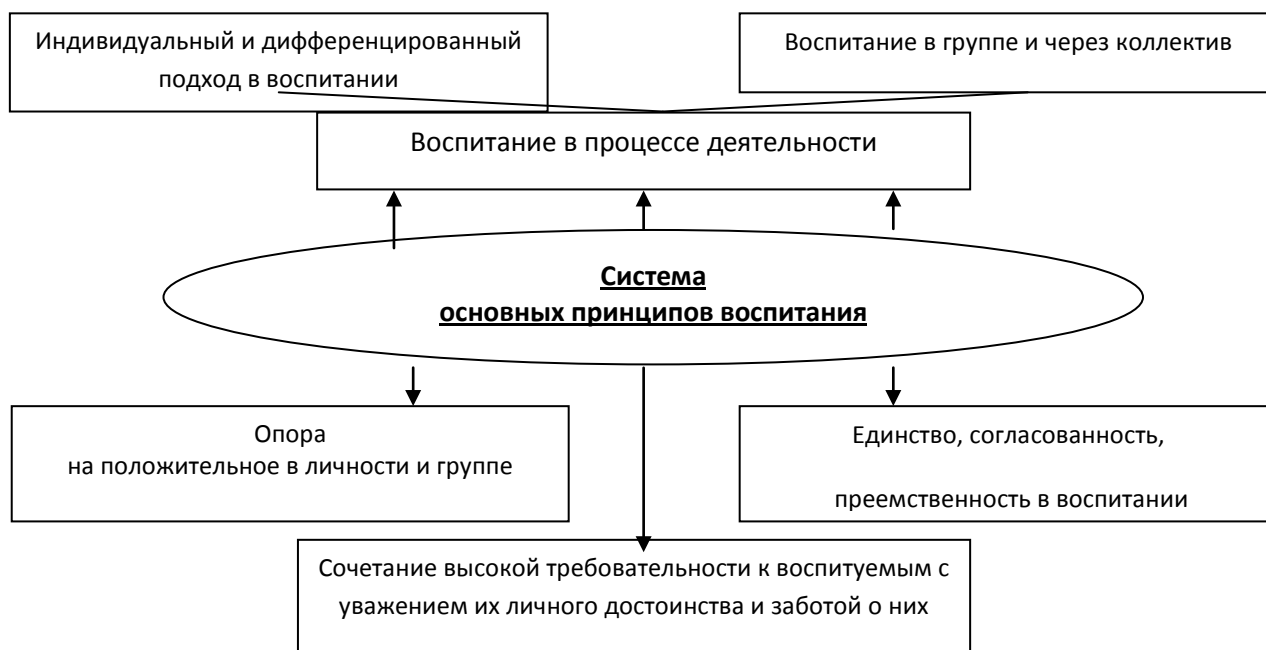 Индивидуальный и дифференцированный
подход в воспитании
Воспитание в группе и через коллектив
Воспитание в процессе деятельности
Система
основных принципов воспитания
Опора
на положительное в личности и группе
Единство, согласованность,
преемственность в воспитании
Сочетание высокой требовательности к воспитуемым с
уважением их личного достоинства и заботой о них